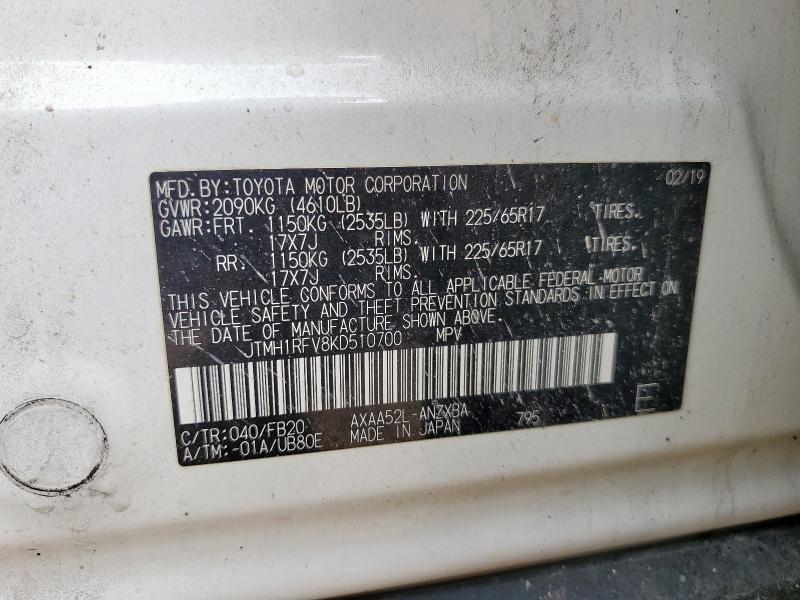 MFD.BY:TOYOTA MOTOR CORPORATION 02/19
GVWR:2090KG (4610LB)
GAWR:FRT. 1150KG (2535LB) WITH 225/65R17 TIRES.
17X7J RIMS.
RR. 1150KG (2535LB) WITH 225/65R17 TIRES.
17X7J RIMS.
THIS VEHICLE CONFORMS TO ALL APPLICABLE FEDERAL MOTOR
VEHICLE SAFETY AND THEFT PREVENTION STANDARDS IN EFFECT ON
THE DATE OF MANUFACTURE SHOWN ABOVE.
JTMH1RFV8KD510700 MPV
C/TR:040/FB20 AXAA52L-ANZXBA 795 E
A/TM:-01A/UB80E MADE IN JAPAN